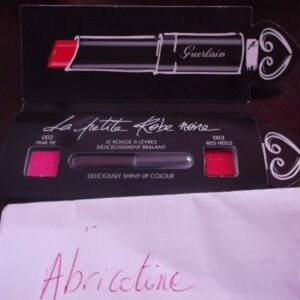 Guerlain
La petite Robe noire
002
PINK TIE
LE ROUGE À LÈVRES
DÉLICIEUSEMENT BRILLANT
003
RED HEELS
DELICIOUSLY SHINY LIP COLOUR
Abricotine